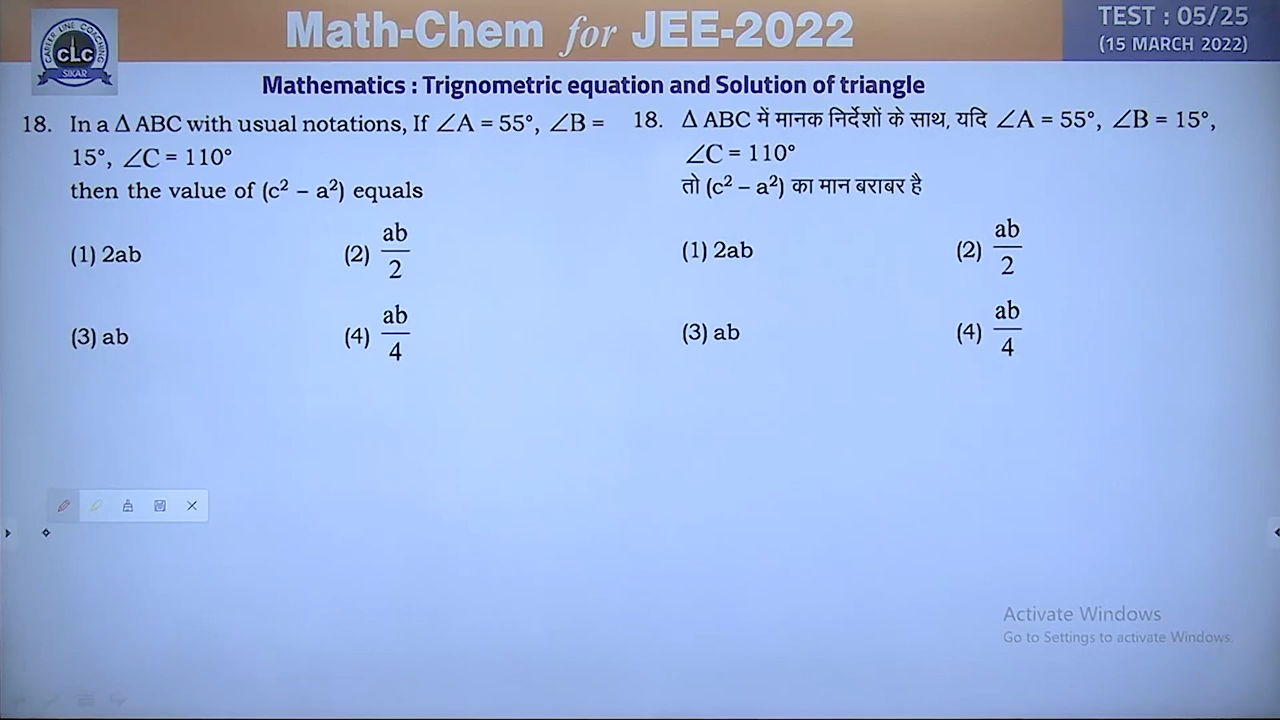 Math-Chem for JEE-2022
TEST : 05/25
(15 MARCH 2022)
CAREER LINE COACHING
CLC
SIKAR
Mathematics : Trignometric equation and Solution of triangle
18. In a Δ ABC with usual notations, If ∠A = 55°, ∠B =
15°, ∠C = 110°
then the value of (c² – a²) equals
(1) 2ab (2) ab/2
(3) ab (4) ab/4
18. Δ ABC में मानक निर्देशों के साथ, यदि ∠A = 55°, ∠B = 15°,
∠C = 110°
तो (c² – a²) का मान बराबर है
(1) 2ab (2) ab/2
(3) ab (4) ab/4
Activate Windows
Go to Settings to activate Windows.